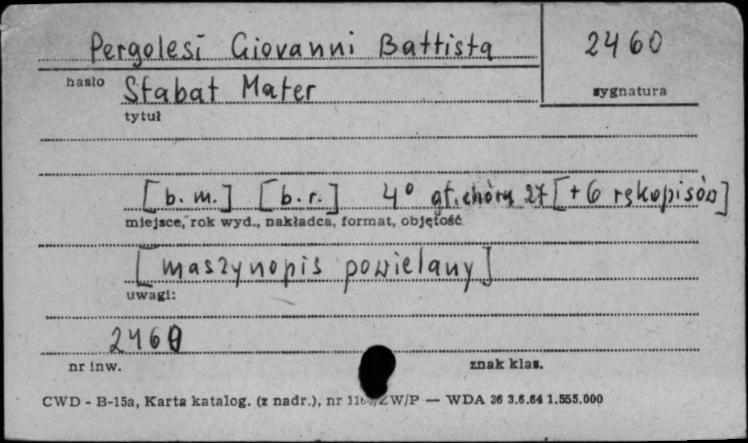 Pergolesi Giovanni Battista 2460
hasło sygnatura
Stabat Mater
tytuł
[b. m.] [b. r.] 4° gł. chóru 27 [+ 6 rękopisów]
miejsce, rok wyd., nakładca, format, objętość
[maszynopis powielany]
uwagi:
2460
nr inw. znak klas.
CWD - B-15a, Karta katalog. (z nadr.), nr ZW/P — WDA 36 3.6.64 1.555.000